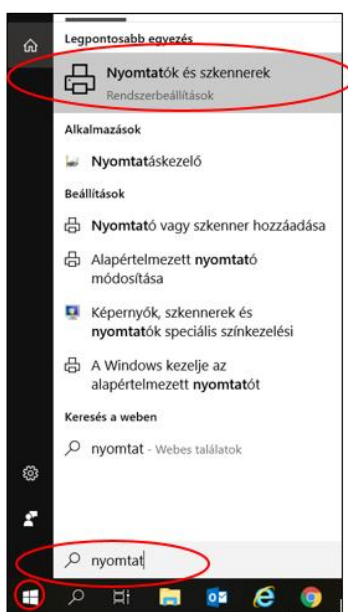 Legpontosabb egyezés
Nyomtatók és szkennerek
Rendszerbeállítások
Alkalmazások
Nyomtatáskezelő
Beállítások
Nyomtató vagy szkenner hozzáadása
Alapértelmezett nyomtató
módosítása
Képernyők, szkennerek és
nyomtatók speciális színkezelési
A Windows kezelje az
alapértelmezett nyomtatót
Keresés a weben
nyomtat - Webes találatok
nyomtat